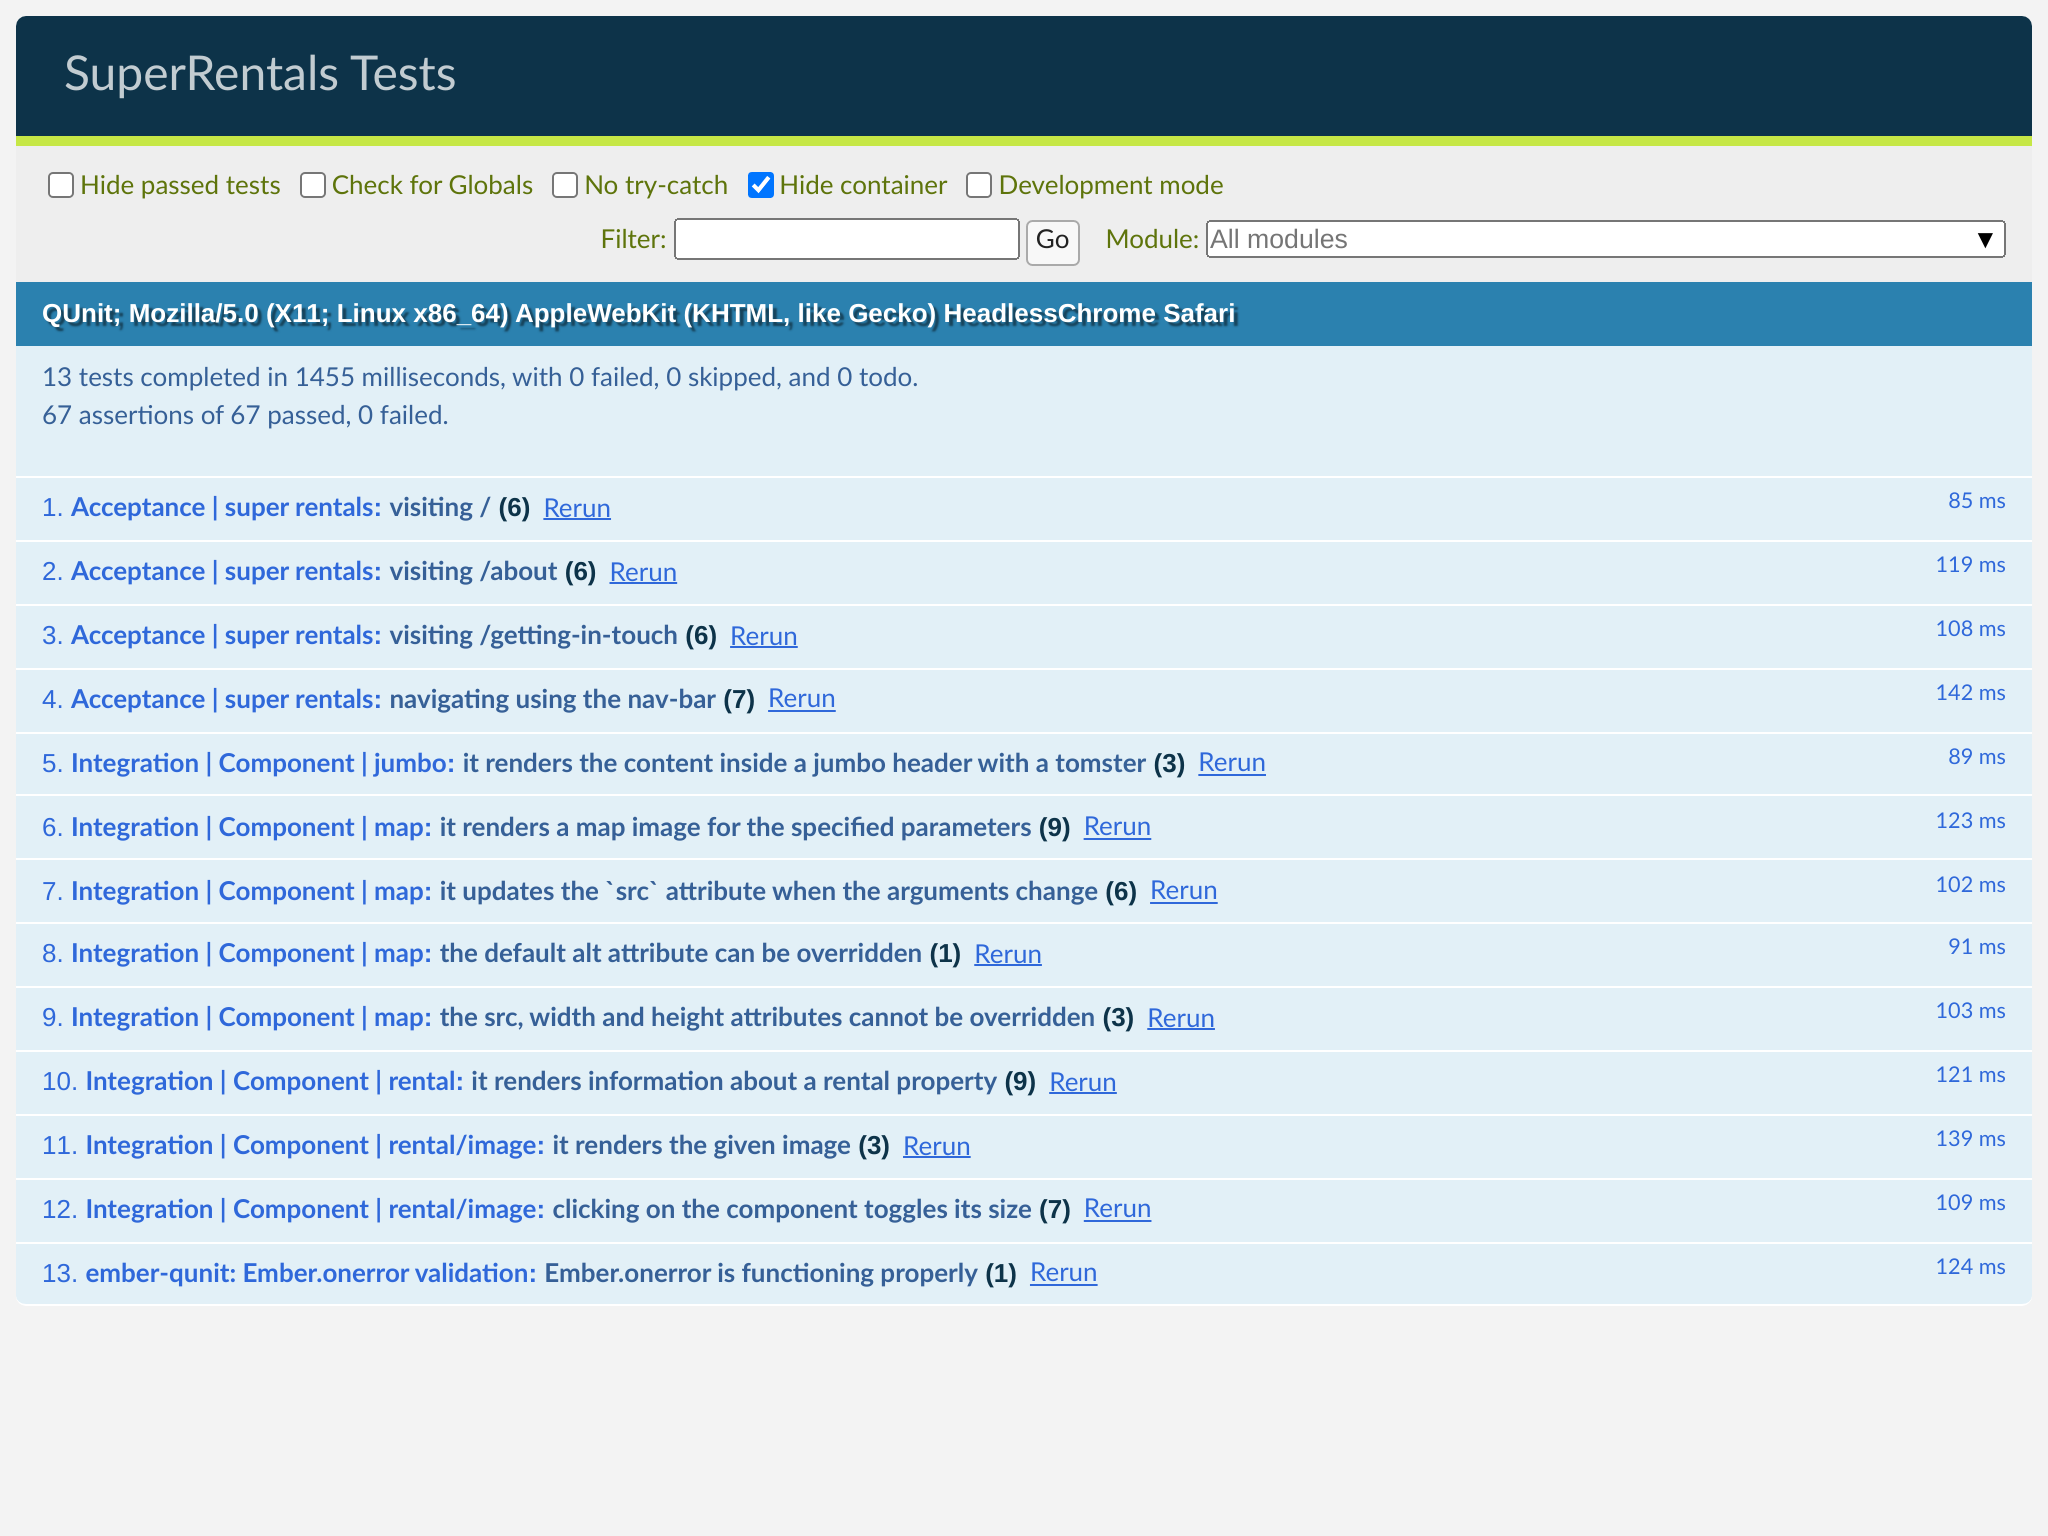 SuperRentals Tests
Hide passed tests Check for Globals No try-catch Hide container Development mode
Filter: Go Module: All modules ▼
QUnit; Mozilla/5.0 (X11; Linux x86_64) AppleWebKit (KHTML, like Gecko) HeadlessChrome Safari
13 tests completed in 1455 milliseconds, with 0 failed, 0 skipped, and 0 todo.
67 assertions of 67 passed, 0 failed.
1. Acceptance | super rentals: visiting / (6) Rerun 85 ms
2. Acceptance | super rentals: visiting /about (6) Rerun 119 ms
3. Acceptance | super rentals: visiting /getting-in-touch (6) Rerun 108 ms
4. Acceptance | super rentals: navigating using the nav-bar (7) Rerun 142 ms
5. Integration | Component | jumbo: it renders the content inside a jumbo header with a tomster (3) Rerun 89 ms
6. Integration | Component | map: it renders a map image for the specified parameters (9) Rerun 123 ms
7. Integration | Component | map: it updates the `src` attribute when the arguments change (6) Rerun 102 ms
8. Integration | Component | map: the default alt attribute can be overridden (1) Rerun 91 ms
9. Integration | Component | map: the src, width and height attributes cannot be overridden (3) Rerun 103 ms
10. Integration | Component | rental: it renders information about a rental property (9) Rerun 121 ms
11. Integration | Component | rental/image: it renders the given image (3) Rerun 139 ms
12. Integration | Component | rental/image: clicking on the component toggles its size (7) Rerun 109 ms
13. ember-qunit: Ember.onerror validation: Ember.onerror is functioning properly (1) Rerun 124 ms